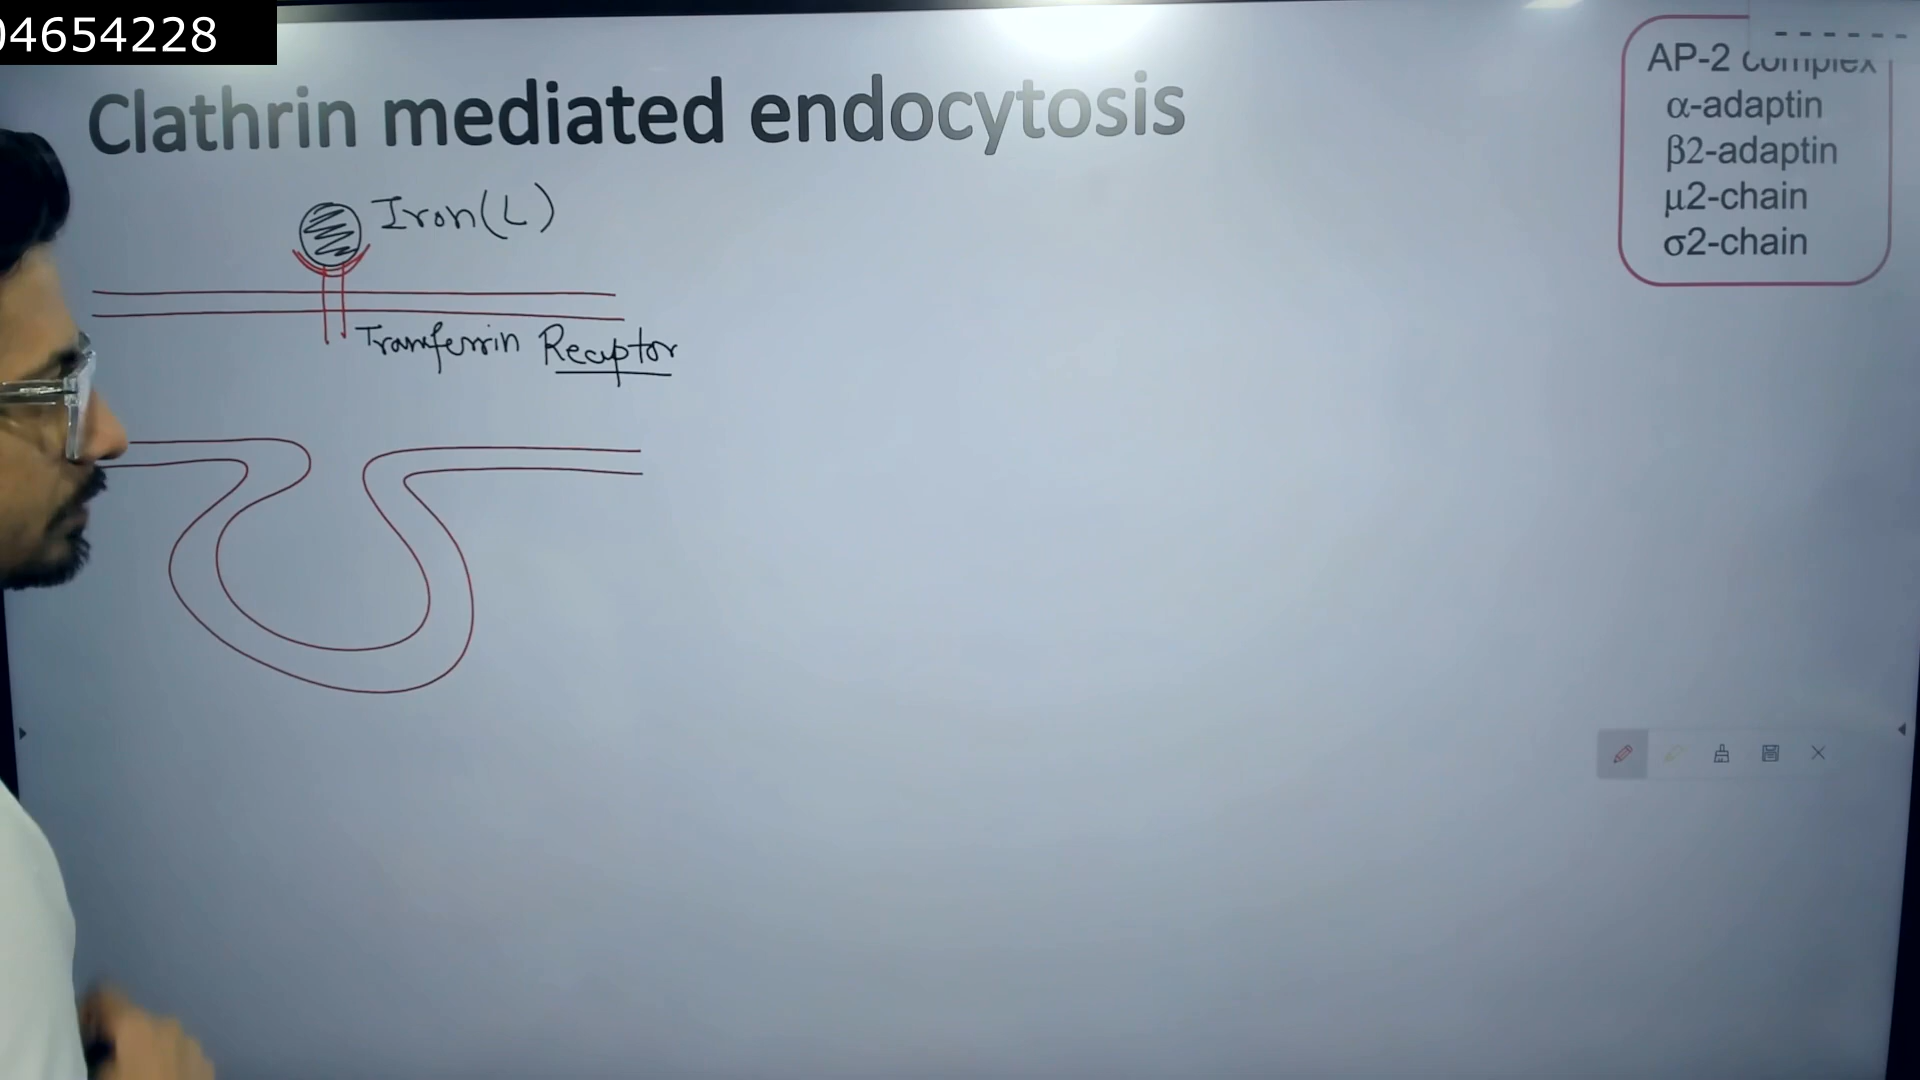 04654228
Clathrin mediated endocytosis
Iron(L)
Transferrin Receptor
AP-2 complex
α-adaptin
β2-adaptin
μ2-chain
σ2-chain